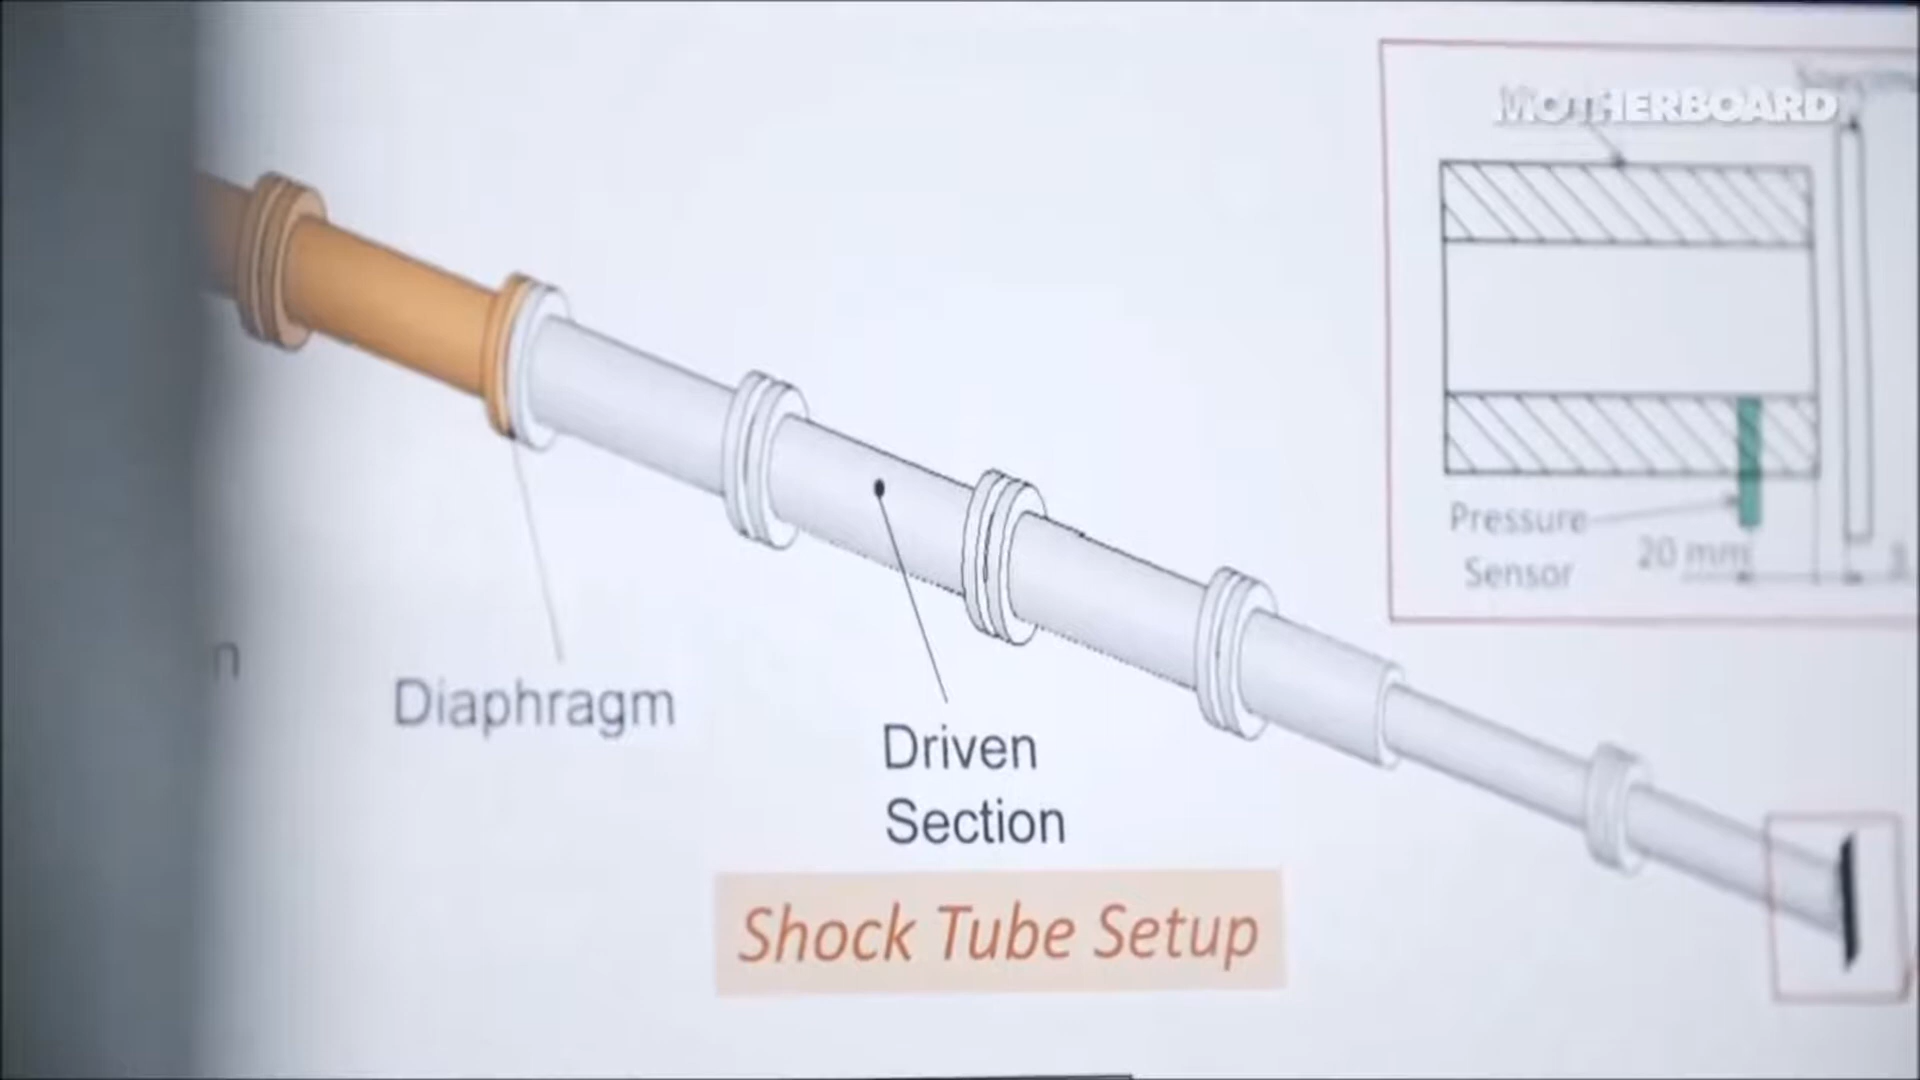 MOTHERBOARD
Pressure
Sensor
20 mm
n
Diaphragm
Driven
Section
Shock Tube Setup